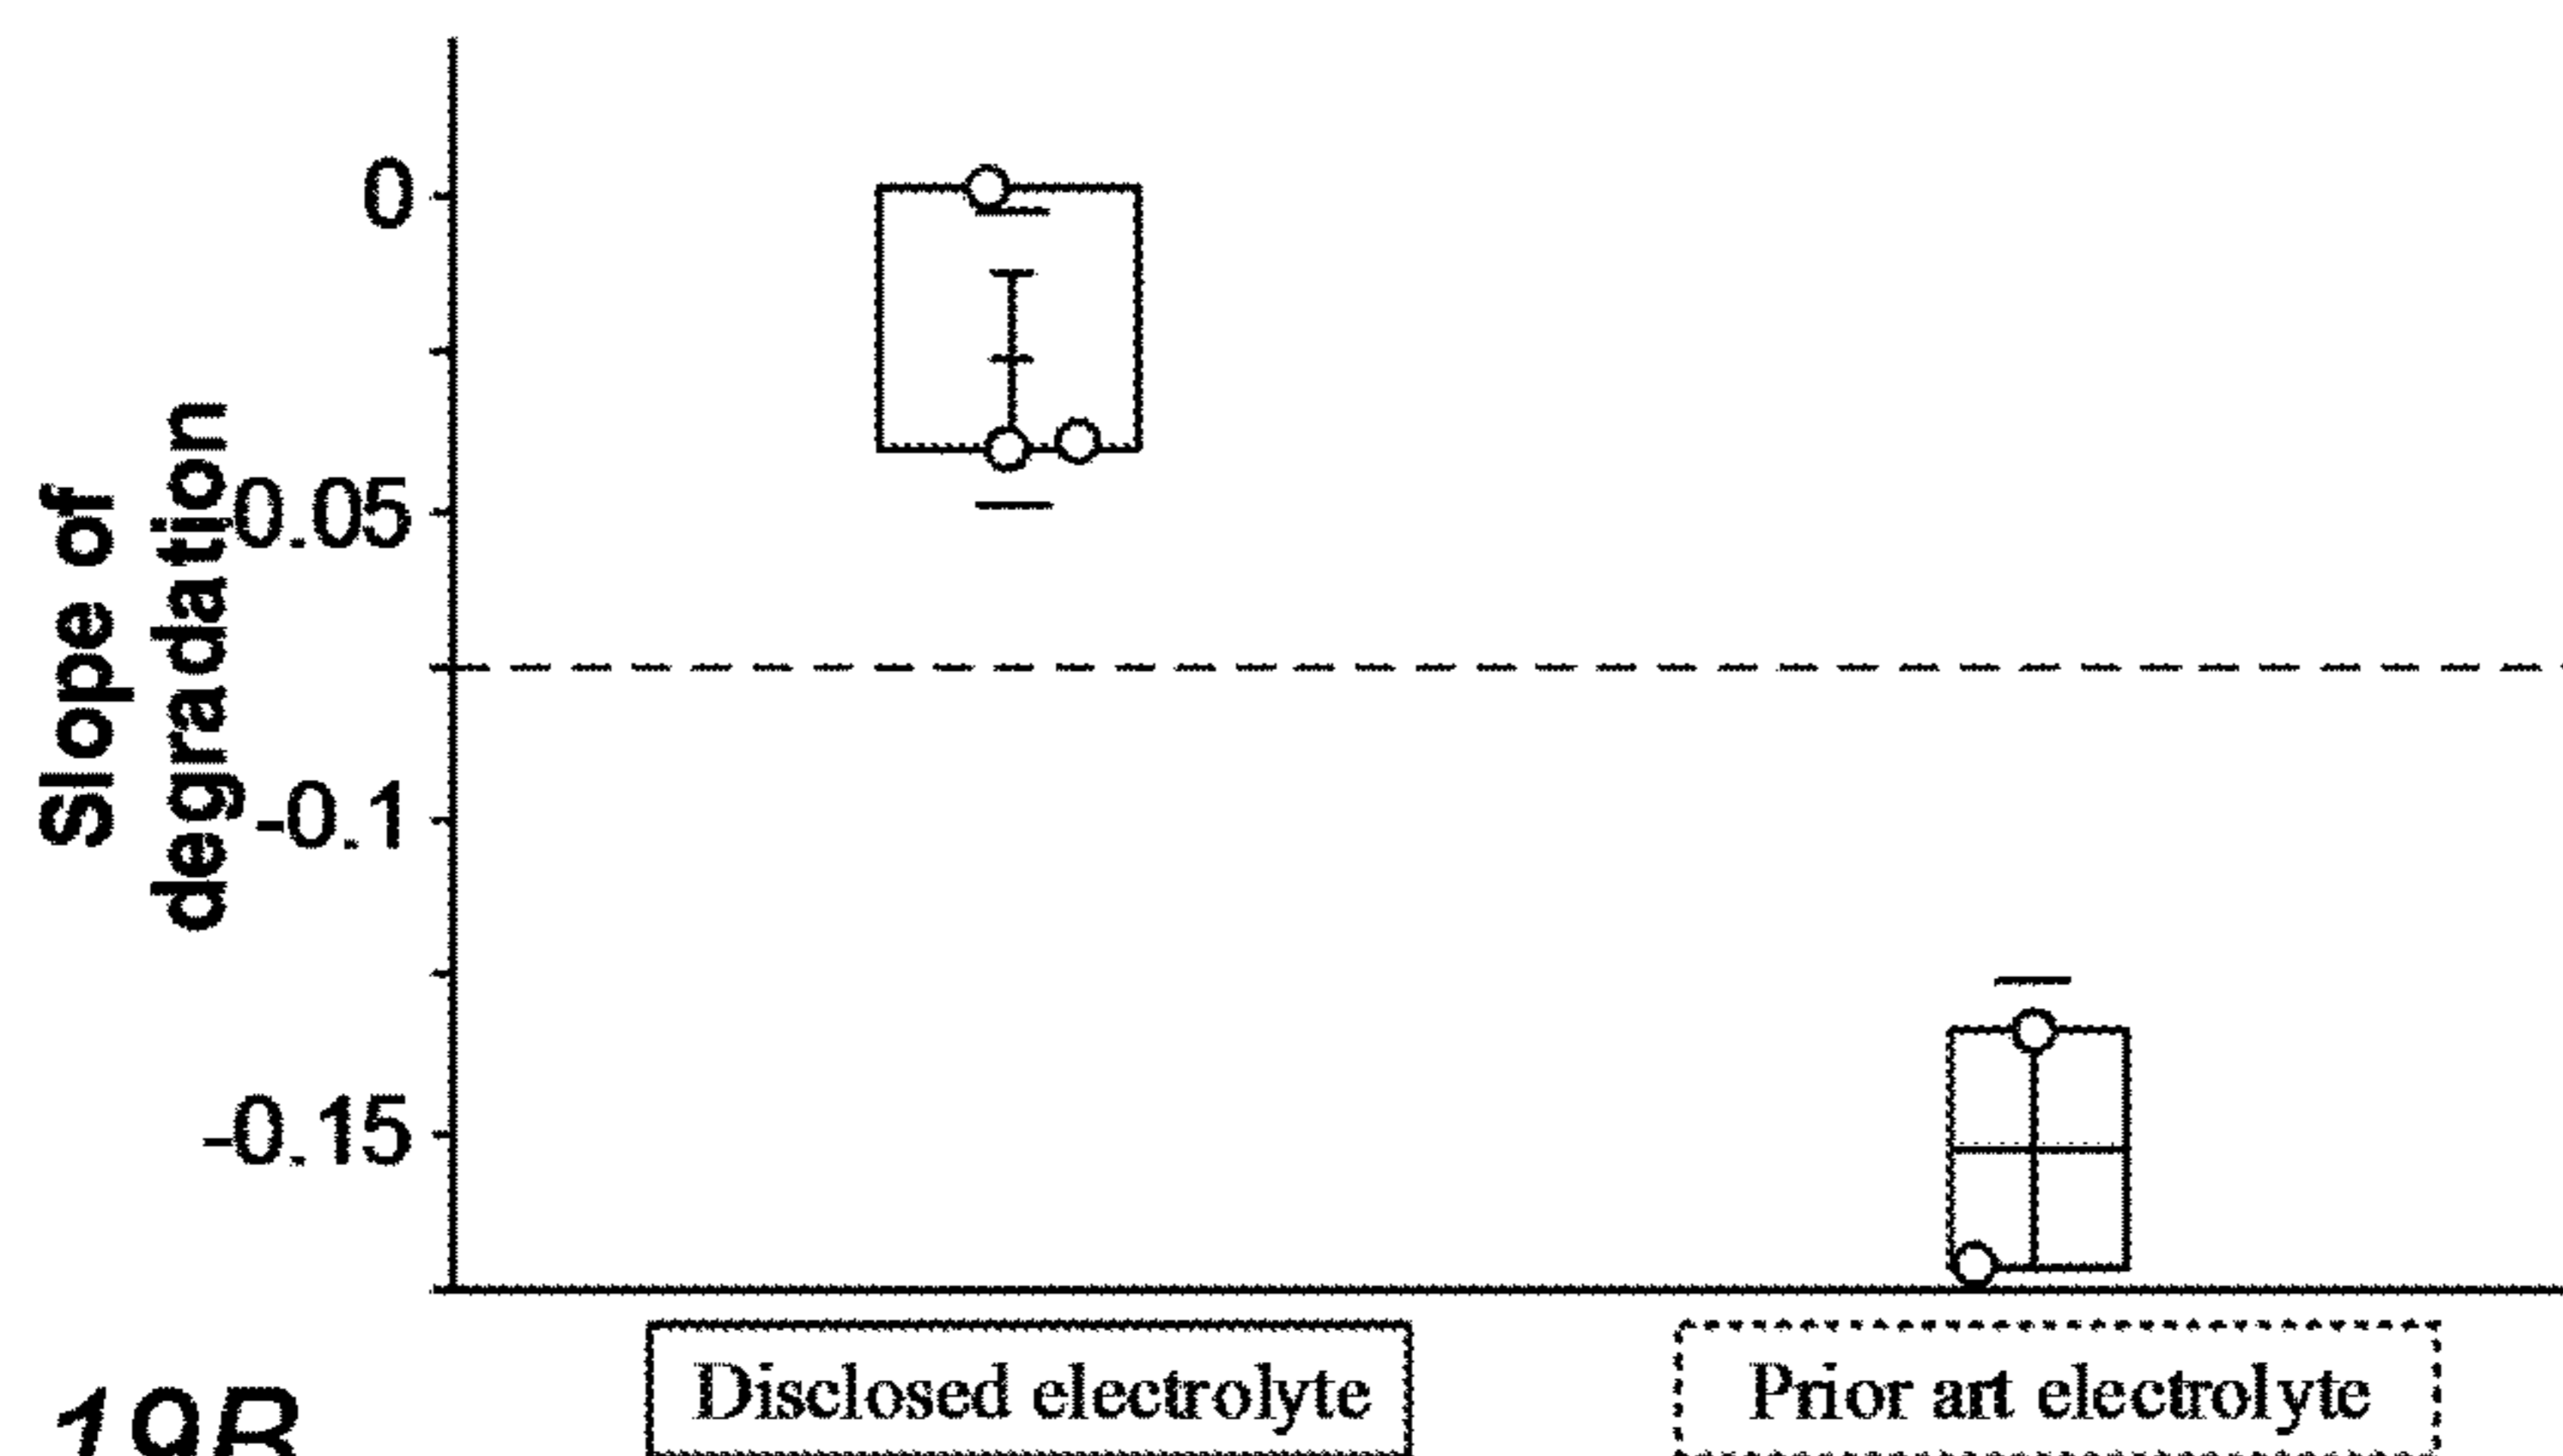 Slope of
degradation
0
0.05
-0.1
-0.15
Disclosed electrolyte
Prior art electrolyte
19B